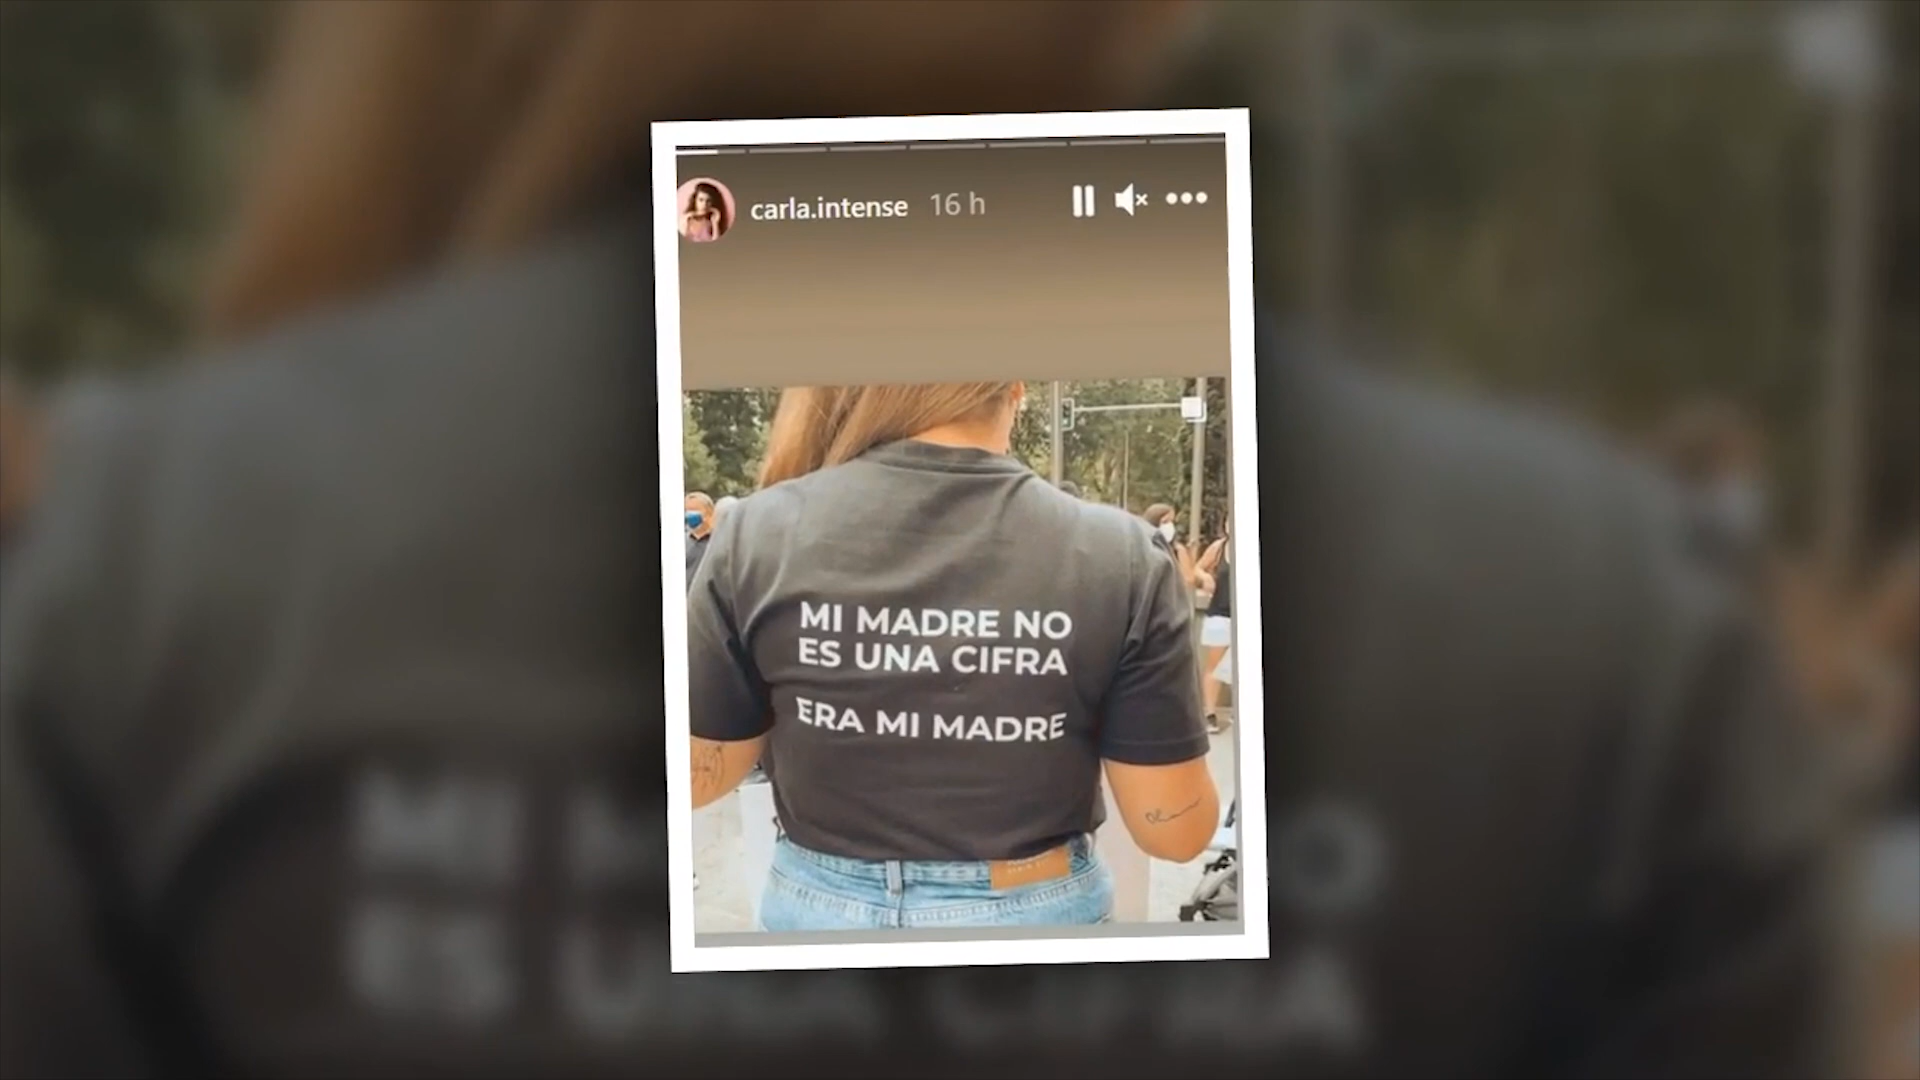 carla.intense 16 h
MI MADRE NO
ES UNA CIFRA
ERA MI MADRE